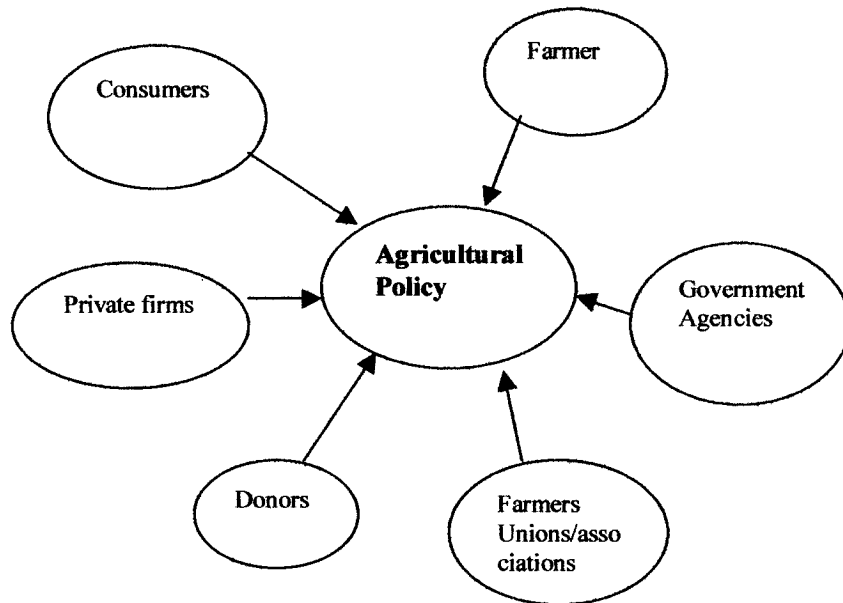 Farmer
Consumers
Agricultural
Policy
Private firms
Government
Agencies
Donors
Farmers
Unions/asso
ciations